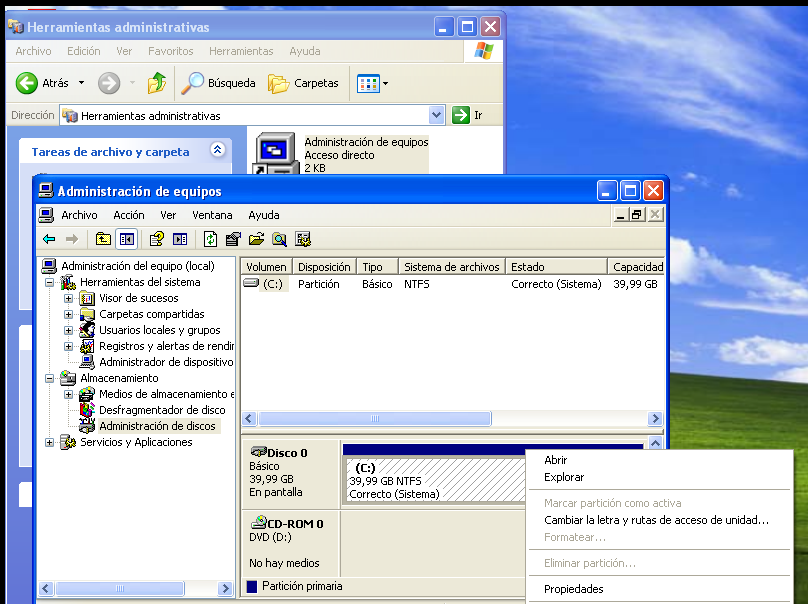 Herramientas administrativas
Archivo Edición Ver Favoritos Herramientas Ayuda
Atrás Búsqueda Carpetas
Dirección Herramientas administrativas Ir
Tareas de archivo y carpeta
Administración de equipos
Acceso directo
2 KB
Administración de equipos
Archivo Acción Ver Ventana Ayuda
Administración del equipo (local)
Herramientas del sistema
Visor de sucesos
Carpetas compartidas
Usuarios locales y grupos
Registros y alertas de rendir
Administrador de dispositivo
Almacenamiento
Medios de almacenamiento e
Desfragmentador de disco
Administración de discos
Servicios y Aplicaciones
Volumen Disposición Tipo Sistema de archivos Estado Capacidad
(C:) Partición Básico NTFS Correcto (Sistema) 39,99 GB
Disco 0
Básico
39,99 GB
En pantalla
(C:)
39,99 GB NTFS
Correcto (Sistema)
CD-ROM 0
DVD (D:)
No hay medios
Partición primaria
Abrir
Explorar
Marcar partición como activa
Cambiar la letra y rutas de acceso de unidad...
Formatear...
Eliminar partición...
Propiedades